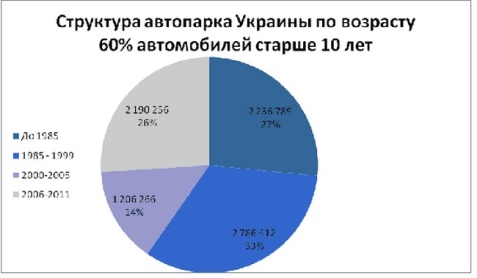 Структура автопарка Украины по возрасту
60% автомобилей старше 10 лет
До 1985
1985 - 1999
2000-2005
2006-2011
2 190 256
26%
2 236 789
27%
1 206 266
14%
2 786 412
33%